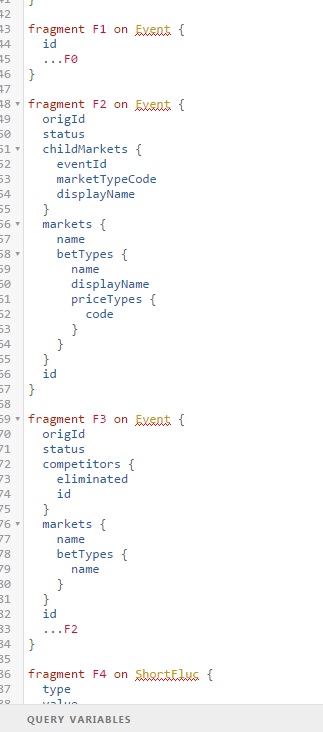 }
fragment F1 on Event {
id
...F0
}
fragment F2 on Event {
origId
status
childMarkets {
eventId
marketTypeCode
displayName
}
markets {
name
betTypes {
name
displayName
priceTypes {
code
}
}
}
id
}
fragment F3 on Event {
origId
status
competitors {
eliminated
id
}
markets {
name
betTypes {
name
}
}
id
...F2
}
fragment F4 on ShortFluc {
type
value
QUERY VARIABLES